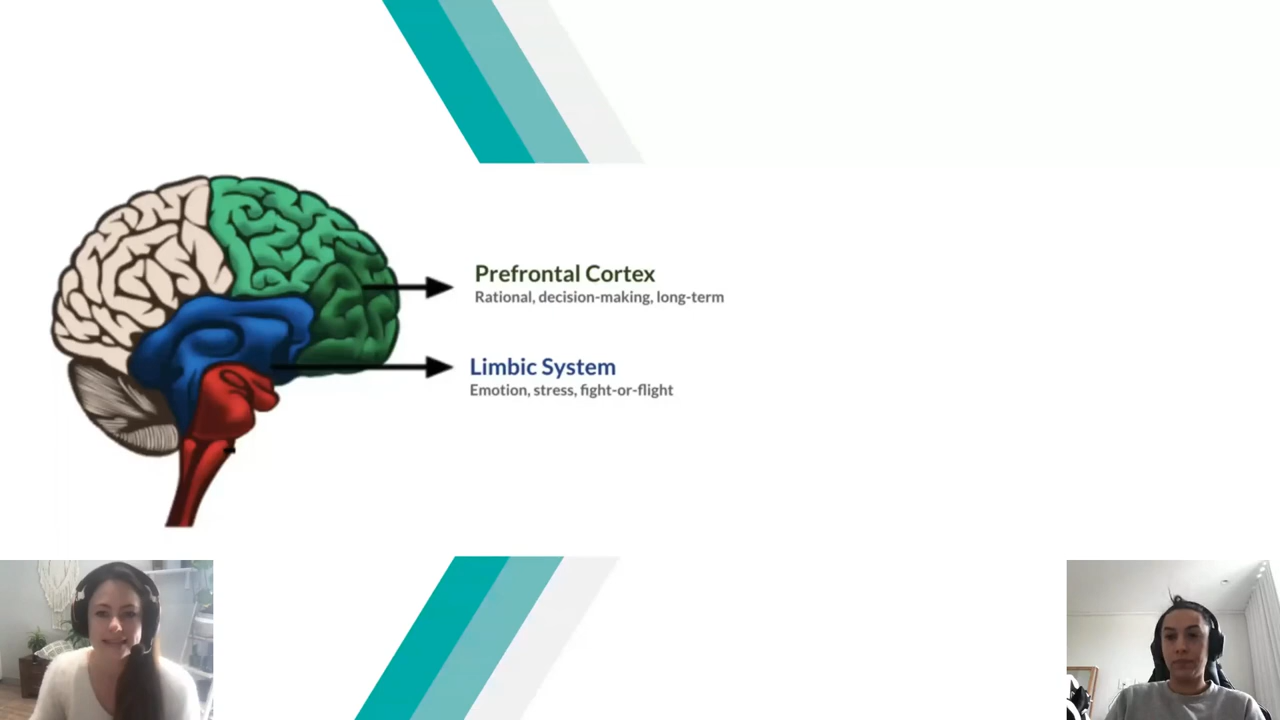 Prefrontal Cortex
Rational, decision-making, long-term
Limbic System
Emotion, stress, fight-or-flight